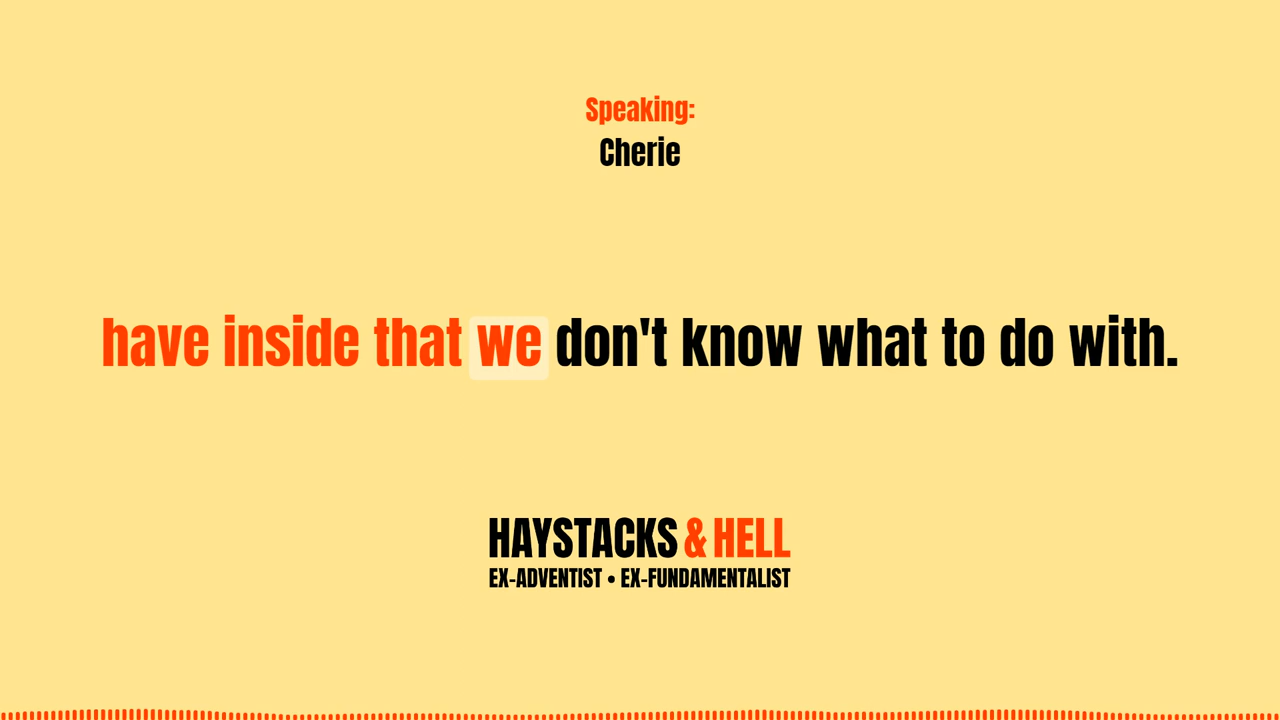 Speaking:
Cherie
have inside that we don't know what to do with.
HAYSTACKS & HELL
EX-ADVENTIST • EX-FUNDAMENTALIST